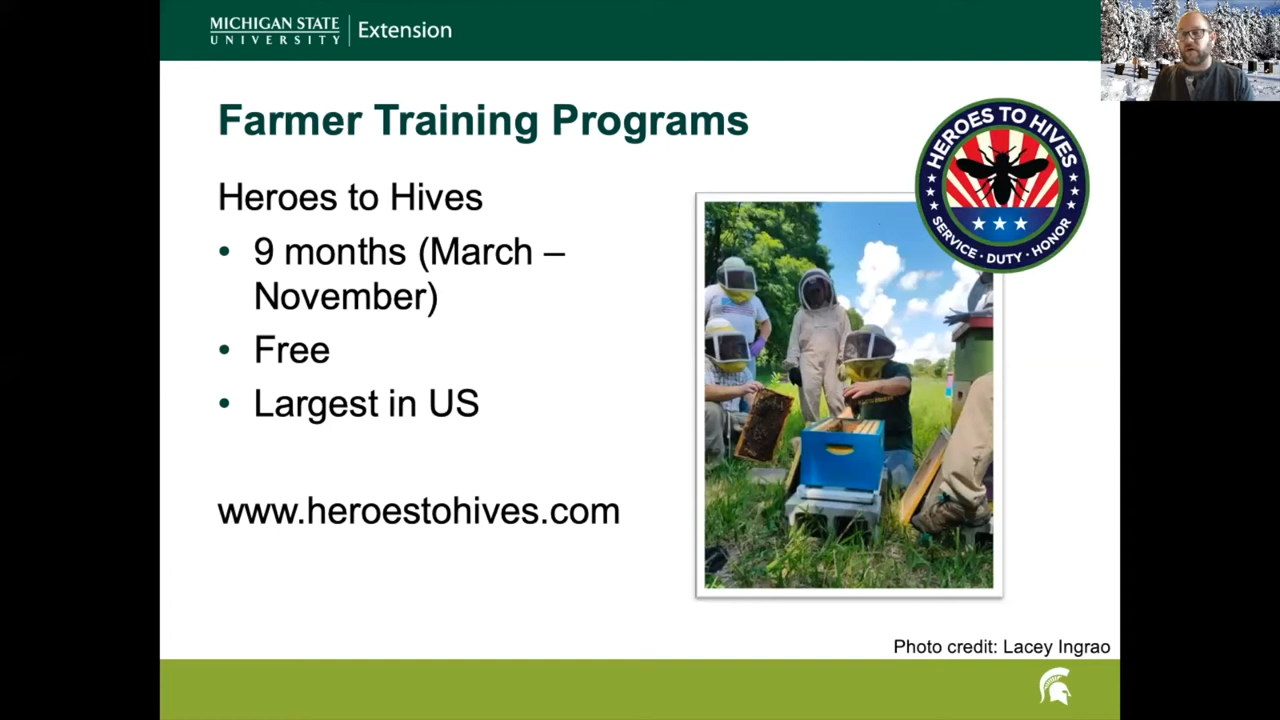 MICHIGAN STATE
UNIVERSITY
Extension
Farmer Training Programs
HEROES TO HIVES
SERVICE · DUTY · HONOR
Heroes to Hives
• 9 months (March –
November)
• Free
• Largest in US
www.heroestohives.com
Photo credit: Lacey Ingrao